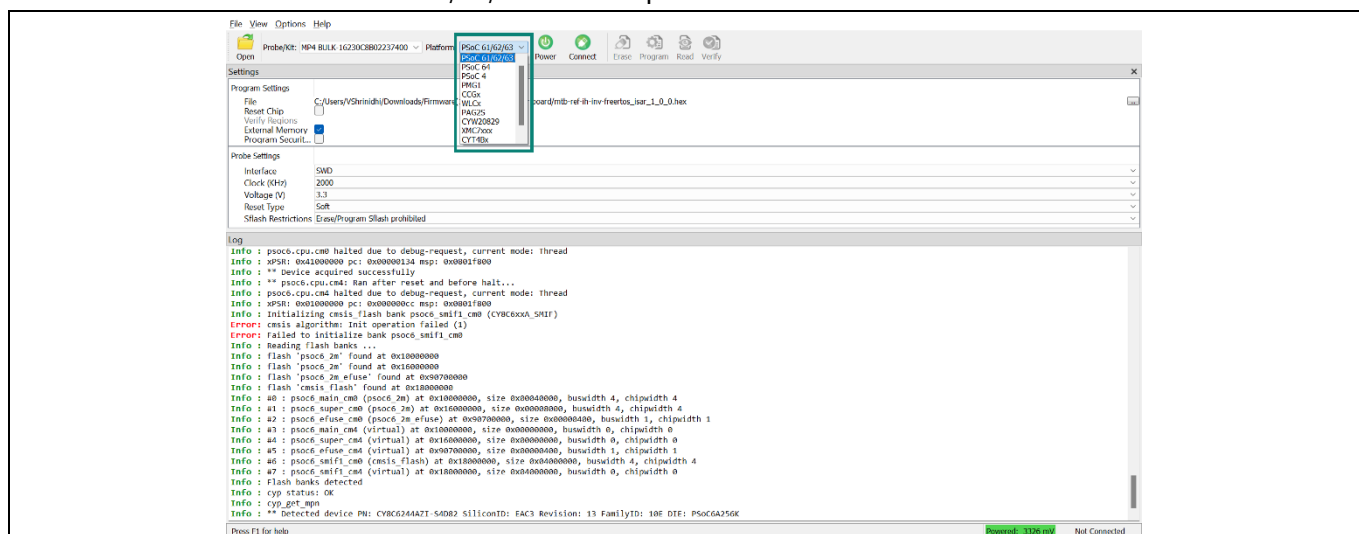 File View Options Help
Open Probe/Kit: MP4 BULK-16230C8B02237400 Platform: PSoC 61/62/63 Power Connect Erase Program Read Verify
PSoC 61/62/63
PSoC 64
PSoC 4
PMG1
CCGx
WLCx
PAG2S
CYW20829
XMC7xxx
CYT4Bx
Settings
Program Settings
File C:/Users/VShrinidhi/Downloads/Firmware oard/mtb-ref-ih-inv-freertos_isar_1_0_0.hex ...
Reset Chip
Verify Regions
External Memory
Program Securit...
Probe Settings
Interface SWD
Clock (KHz) 2000
Voltage (V) 3.3
Reset Type Soft
Sflash Restrictions Erase/Program Sflash prohibited
Log
Info : psoc6.cpu.cm0 halted due to debug-request, current mode: Thread
Info : xPSR: 0x41000000 pc: 0x00000134 msp: 0x0801f800
Info : ** Device acquired successfully
Info : ** psoc6.cpu.cm4: Ran after reset and before halt...
Info : psoc6.cpu.cm4 halted due to debug-request, current mode: Thread
Info : xPSR: 0x01000000 pc: 0x000000cc msp: 0x0801f800
Info : Initializing cmsis_flash bank psoc6_smif1_cm0 (CY8C6xxA_SMIF)
Error: cmsis algorithm: Init operation failed (1)
Error: Failed to initialize bank psoc6_smif1_cm0
Info : Reading flash banks ...
Info : flash 'psoc6_2m' found at 0x10000000
Info : flash 'psoc6_2m' found at 0x16000000
Info : flash 'psoc6_2m_efuse' found at 0x90700000
Info : flash 'cmsis_flash' found at 0x18000000
Info : #0 : psoc6_main_cm0 (psoc6_2m) at 0x10000000, size 0x00040000, buswidth 4, chipwidth 4
Info : #1 : psoc6_super_cm0 (psoc6_2m) at 0x16000000, size 0x00008000, buswidth 4, chipwidth 4
Info : #2 : psoc6_efuse_cm0 (psoc6_2m_efuse) at 0x90700000, size 0x00000400, buswidth 1, chipwidth 1
Info : #3 : psoc6_main_cm4 (virtual) at 0x10000000, size 0x00000000, buswidth 0, chipwidth 0
Info : #4 : psoc6_super_cm4 (virtual) at 0x16000000, size 0x00000000, buswidth 0, chipwidth 0
Info : #5 : psoc6_efuse_cm4 (virtual) at 0x90700000, size 0x00000400, buswidth 1, chipwidth 1
Info : #6 : psoc6_smif1_cm0 (cmsis_flash) at 0x18000000, size 0x04000000, buswidth 4, chipwidth 4
Info : #7 : psoc6_smif1_cm4 (virtual) at 0x18000000, size 0x04000000, buswidth 0, chipwidth 0
Info : Flash banks detected
Info : cyp status: OK
Info : cyp_get_mpn
Info : ** Detected device PN: CY8C6244AZI-S4D82 SiliconID: EAC3 Revision: 13 FamilyID: 10E DIE: PSoC6A256K
Press F1 for help Powered: 3326 mV Not Connected